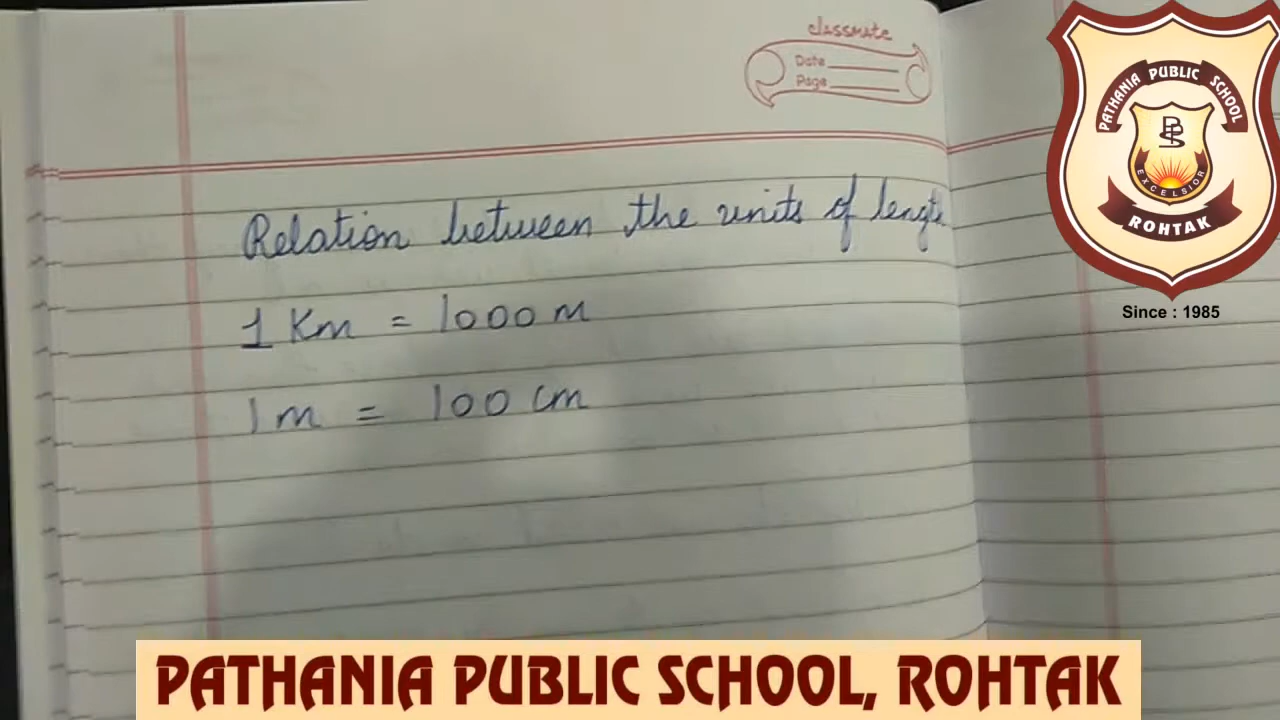 classmate
Date
Page
Relation between the units of length
1 Km = 1000 m
1 m = 100 cm
PATHANIA PUBLIC SCHOOL
PPS
EXCELSIOR
ROHTAK
Since : 1985
PATHANIA PUBLIC SCHOOL, ROHTAK